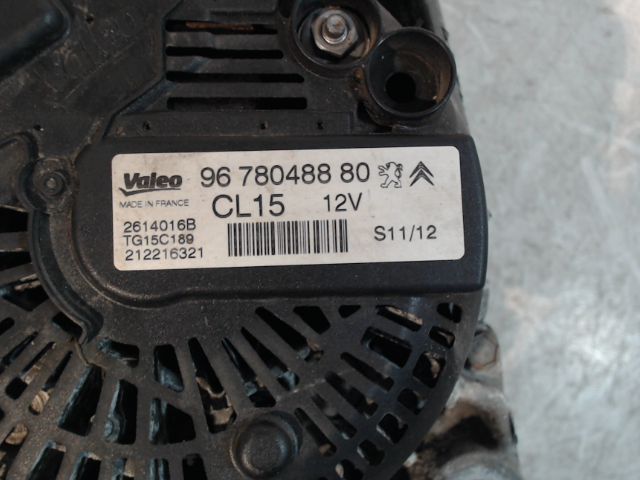 Valeo 96 780488 80
MADE IN FRANCE
CL15 12V
2614016B
TG15C189
212216321
S11/12